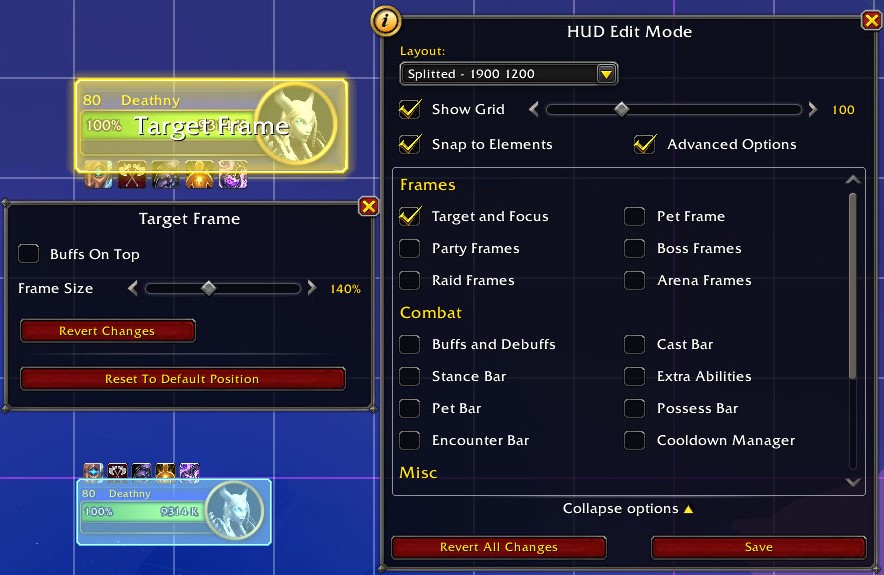 80 Deathny
100% 9314 K
Target Frame
Target Frame
Buffs On Top
Frame Size 140%
Revert Changes
Reset To Default Position
80 Deathny
100% 9314 K
HUD Edit Mode
Layout:
Splitted - 1900 1200
Show Grid 100
Snap to Elements Advanced Options
Frames
Target and Focus Pet Frame
Party Frames Boss Frames
Raid Frames Arena Frames
Combat
Buffs and Debuffs Cast Bar
Stance Bar Extra Abilities
Pet Bar Possess Bar
Encounter Bar Cooldown Manager
Misc
Collapse options
Revert All Changes Save